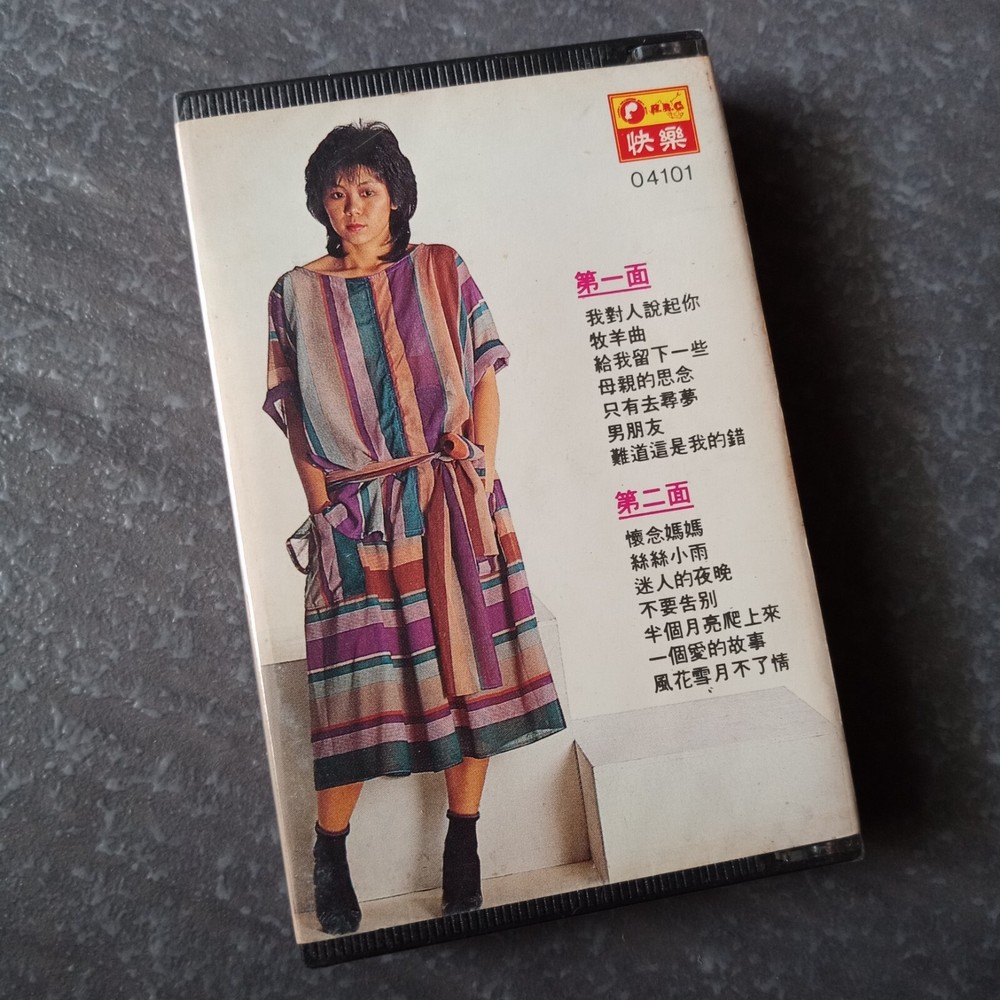 H.R.C
快樂
04101
第一面
我對人說起你
牧羊曲
給我留下一些
母親的思念
只有去尋夢
男朋友
難道這是我的錯
第二面
懷念媽媽
絲絲小雨
迷人的夜晚
不要告別
半個月亮爬上來
一個愛的故事
風花雪月不了情